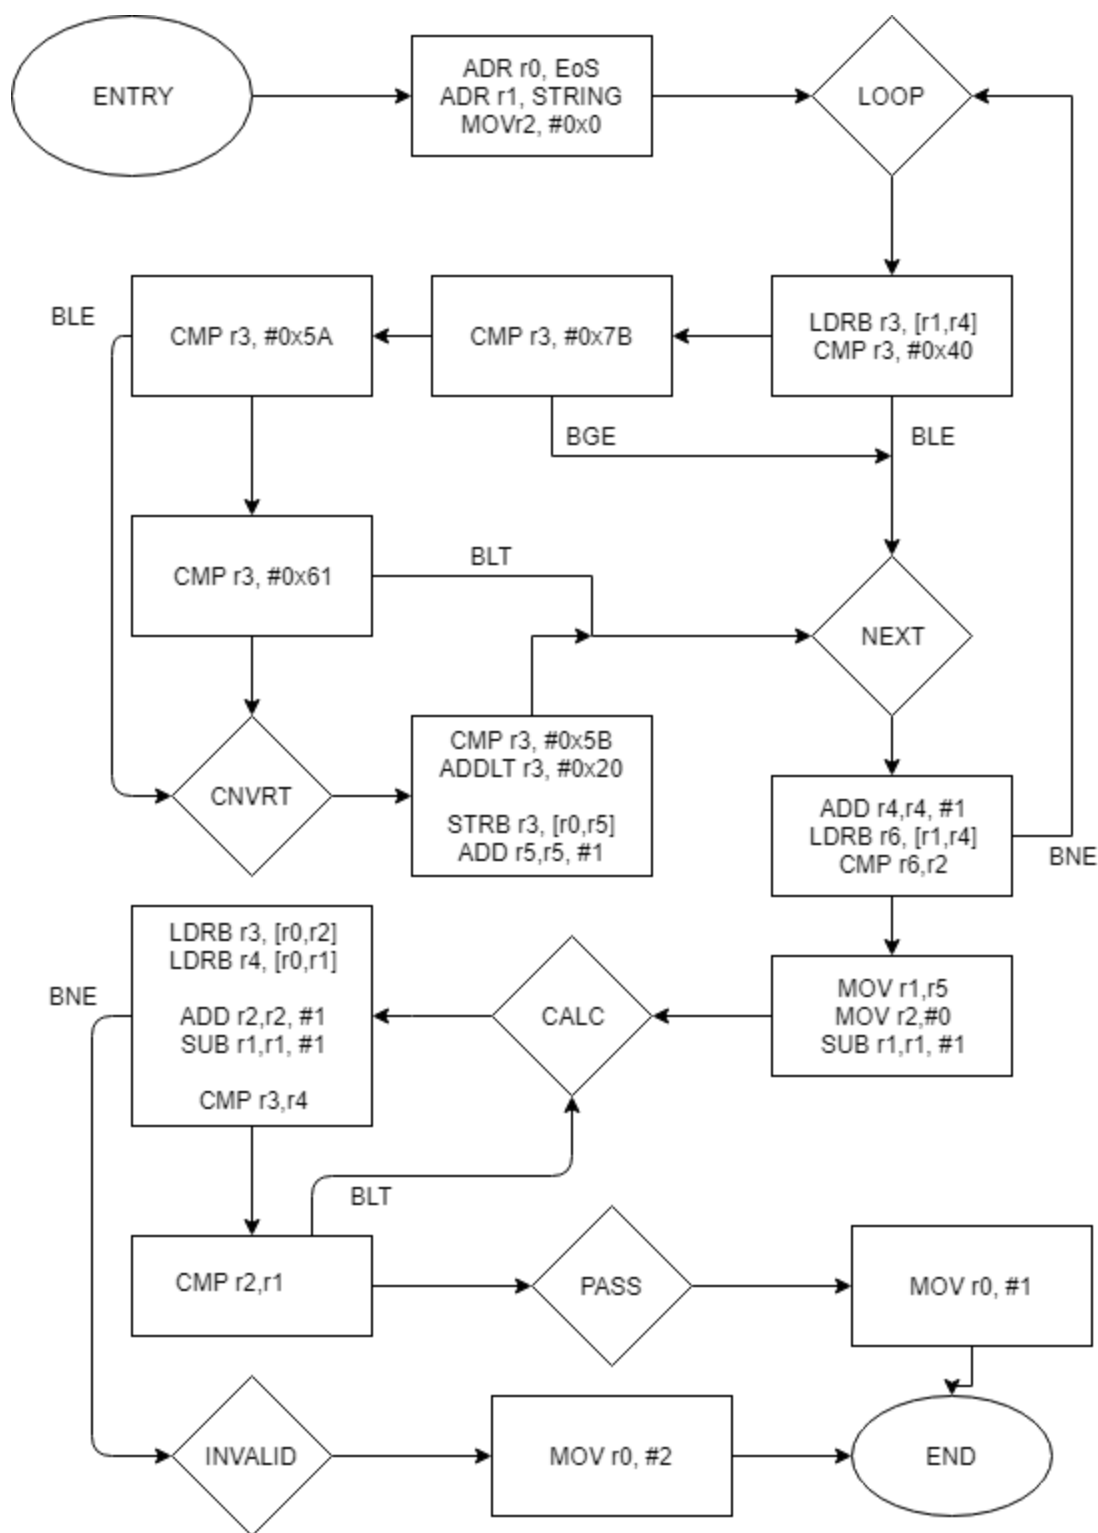 ENTRY
ADR r0, EoS
ADR r1, STRING
MOVr2, #0x0
LOOP
BLE
CMP r3, #0x5A
CMP r3, #0x7B
LDRB r3, [r1,r4]
CMP r3, #0x40
BGE
BLE
CMP r3, #0x61
BLT
NEXT
CNVRT
CMP r3, #0x5B
ADDLT r3, #0x20
STRB r3, [r0,r5]
ADD r5,r5, #1
ADD r4,r4, #1
LDRB r6, [r1,r4]
CMP r6,r2
BNE
BNE
LDRB r3, [r0,r2]
LDRB r4, [r0,r1]
ADD r2,r2, #1
SUB r1,r1, #1
CMP r3,r4
CALC
MOV r1,r5
MOV r2,#0
SUB r1,r1, #1
BLT
CMP r2,r1
PASS
MOV r0, #1
INVALID
MOV r0, #2
END